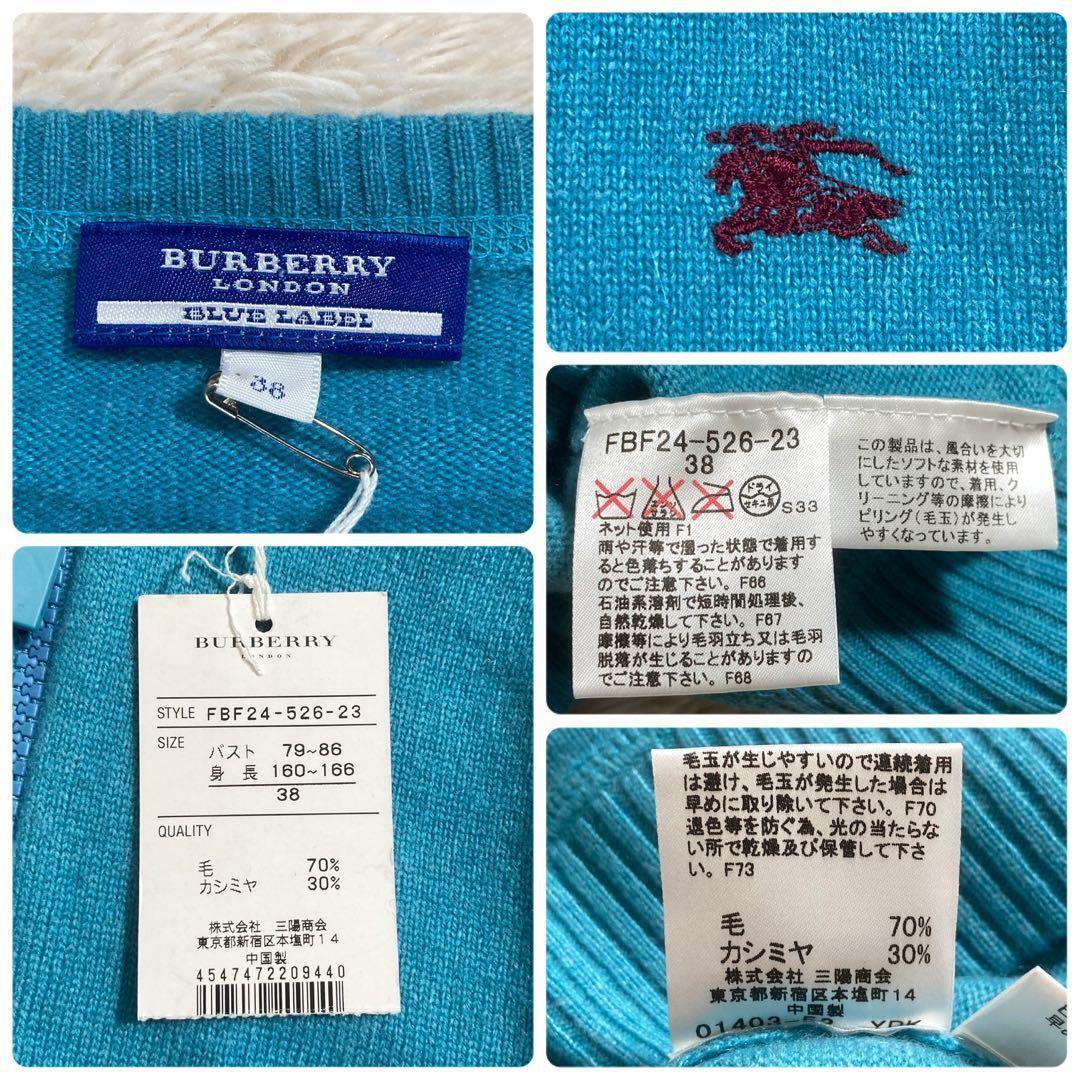 BURBERRY
LONDON
BLUE LABEL
38
FBF24-526-23
38
ドライ
エンソサラシ
セキユ系
S33
ネット使用 F1
雨や汗等で湿った状態で着用す
ると色落ちすることがあります
のでご注意下さい。F66
石油系溶剤で短時間処理後、
自然乾燥して下さい。F67
摩擦等により毛羽立ち又は毛羽
脱落が生じることがありますの
でご注意下さい。F68
この製品は、風合いを大切
にしたソフトな素材を使用
していますので、着用、ク
リーニング等の摩擦により
ピリング(毛玉)が発生し
やすくなっています。
BURBERRY
LONDON
STYLE FBF24-526-23
SIZE
バスト 79~86
身 長 160~166
38
QUALITY
毛 70%
カシミヤ 30%
株式会社 三陽商会
東京都新宿区本塩町14
中国製
4547472209440
毛玉が生じやすいので連続着用
は避け、毛玉が発生した場合は
早めに取り除いて下さい。F70
退色等を防ぐ為、光の当たらな
い所で乾燥及び保管して下さ
い。F73
毛 70%
カシミヤ 30%
株式会社 三陽商会
東京都新宿区本塩町14
中国製